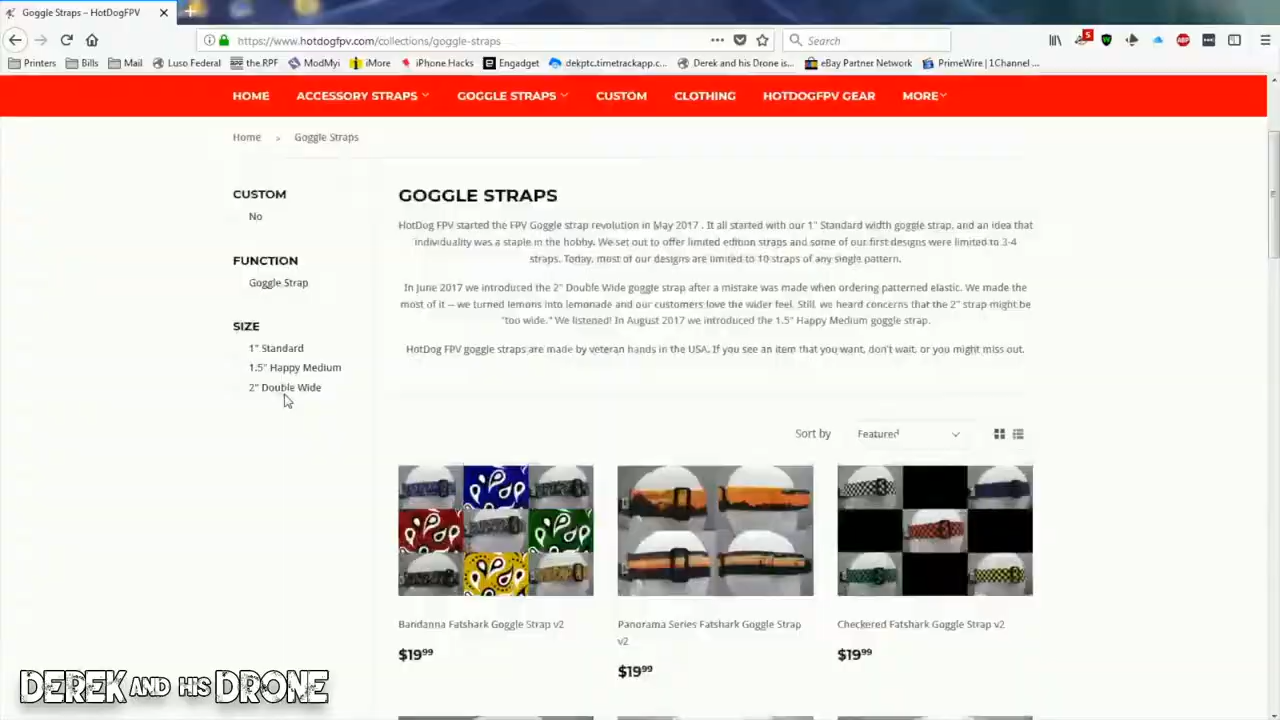 Goggle Straps – HotDogFPV
https://www.hotdogfpv.com/collections/goggle-straps
Search
S
ABP
Printers Bills Mail Luso Federal the.RPF ModMyi iMore iPhone Hacks Engadget dekptc.timetrackapp.c... Derek and his Drone is... eBay Partner Network PrimeWire | 1Channel ...
HOME ACCESSORY STRAPS GOGGLE STRAPS CUSTOM CLOTHING HOTDOGFPV GEAR MORE
Home > Goggle Straps
CUSTOM
No
FUNCTION
Goggle Strap
SIZE
1" Standard
1.5" Happy Medium
2" Double Wide
GOGGLE STRAPS
HotDog FPV started the FPV Goggle strap revolution in May 2017 . It all started with our 1" Standard width goggle strap, and an idea that
individuality was a staple in the hobby. We set out to offer limited edition straps and some of our first designs were limited to 3-4
straps. Today, most of our designs are limited to 10 straps of any single pattern.
In June 2017 we introduced the 2" Double Wide goggle strap after a mistake was made when ordering patterned elastic. We made the
most of it -- we turned lemons into lemonade and our customers love the wider feel. Still, we heard concerns that the 2" strap might be
"too wide." We listened! In August 2017 we introduced the 1.5" Happy Medium goggle strap.
HotDog FPV goggle straps are made by veteran hands in the USA. If you see an item that you want, don't wait, or you might miss out.
Sort by Featured
Bandanna Fatshark Goggle Strap v2
$19.99
Panorama Series Fatshark Goggle Strap
v2
$19.99
Checkered Fatshark Goggle Strap v2
$19.99
DEREK AND HIS DRONE